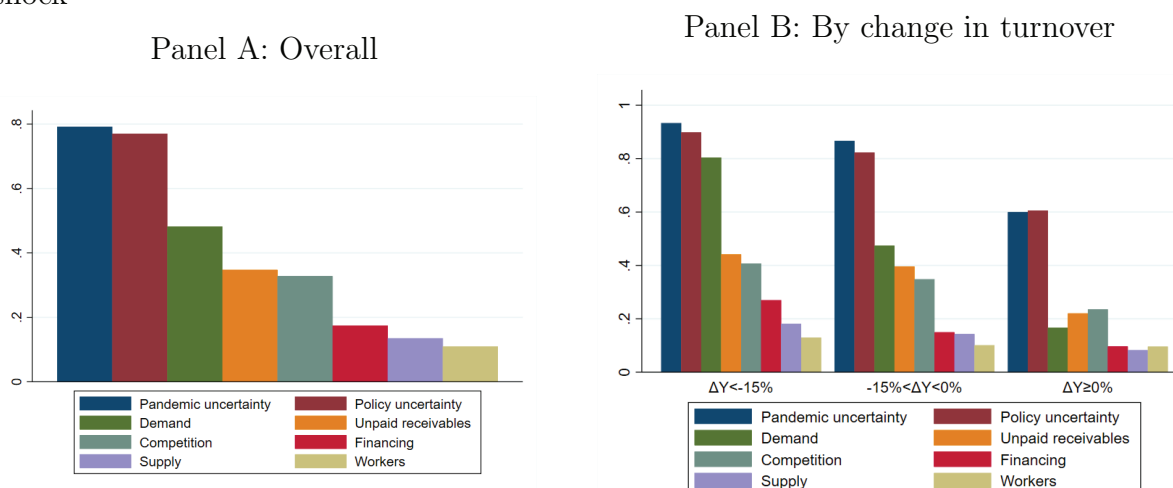 shock
Panel A: Overall
.8
.6
.4
.2
0
Pandemic uncertainty Policy uncertainty
Demand Unpaid receivables
Competition Financing
Supply Workers
Panel B: By change in turnover
1
.8
.6
.4
.2
0
ΔY<-15% -15%<ΔY<0% ΔY≥0%
Pandemic uncertainty Policy uncertainty
Demand Unpaid receivables
Competition Financing
Supply Workers